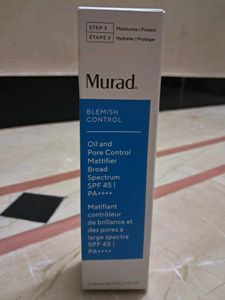 STEP 3
Moisturize | Protect
ÉTAPE 3
Hydrater | Protéger
Murad.
BLEMISH
CONTROL
Oil and
Pore Control
Mattifier
Broad
Spectrum
SPF 45 |
PA++++
Matifiant
contrôleur
de brillance et
des pores à
large spectre
SPF 45 |
PA++++